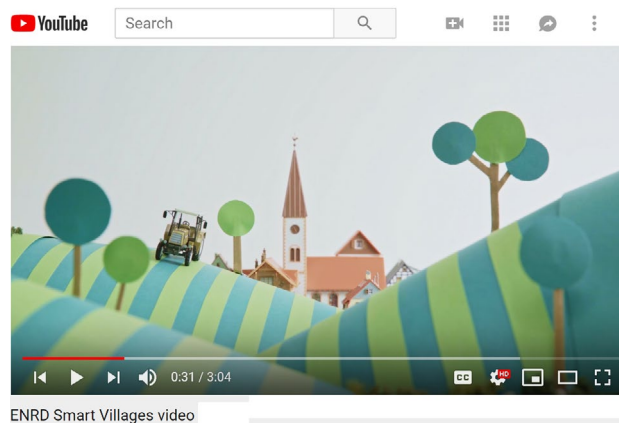 YouTube
Search
0:31 / 3:04
CC
HD
ENRD Smart Villages video